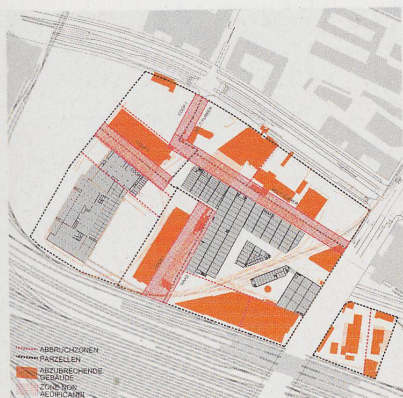 ABBRUCHZONEN
PARZELLEN
ABZUBRECHENDE
GEBÄUDE
ZONE NON
AEDIFICANDI